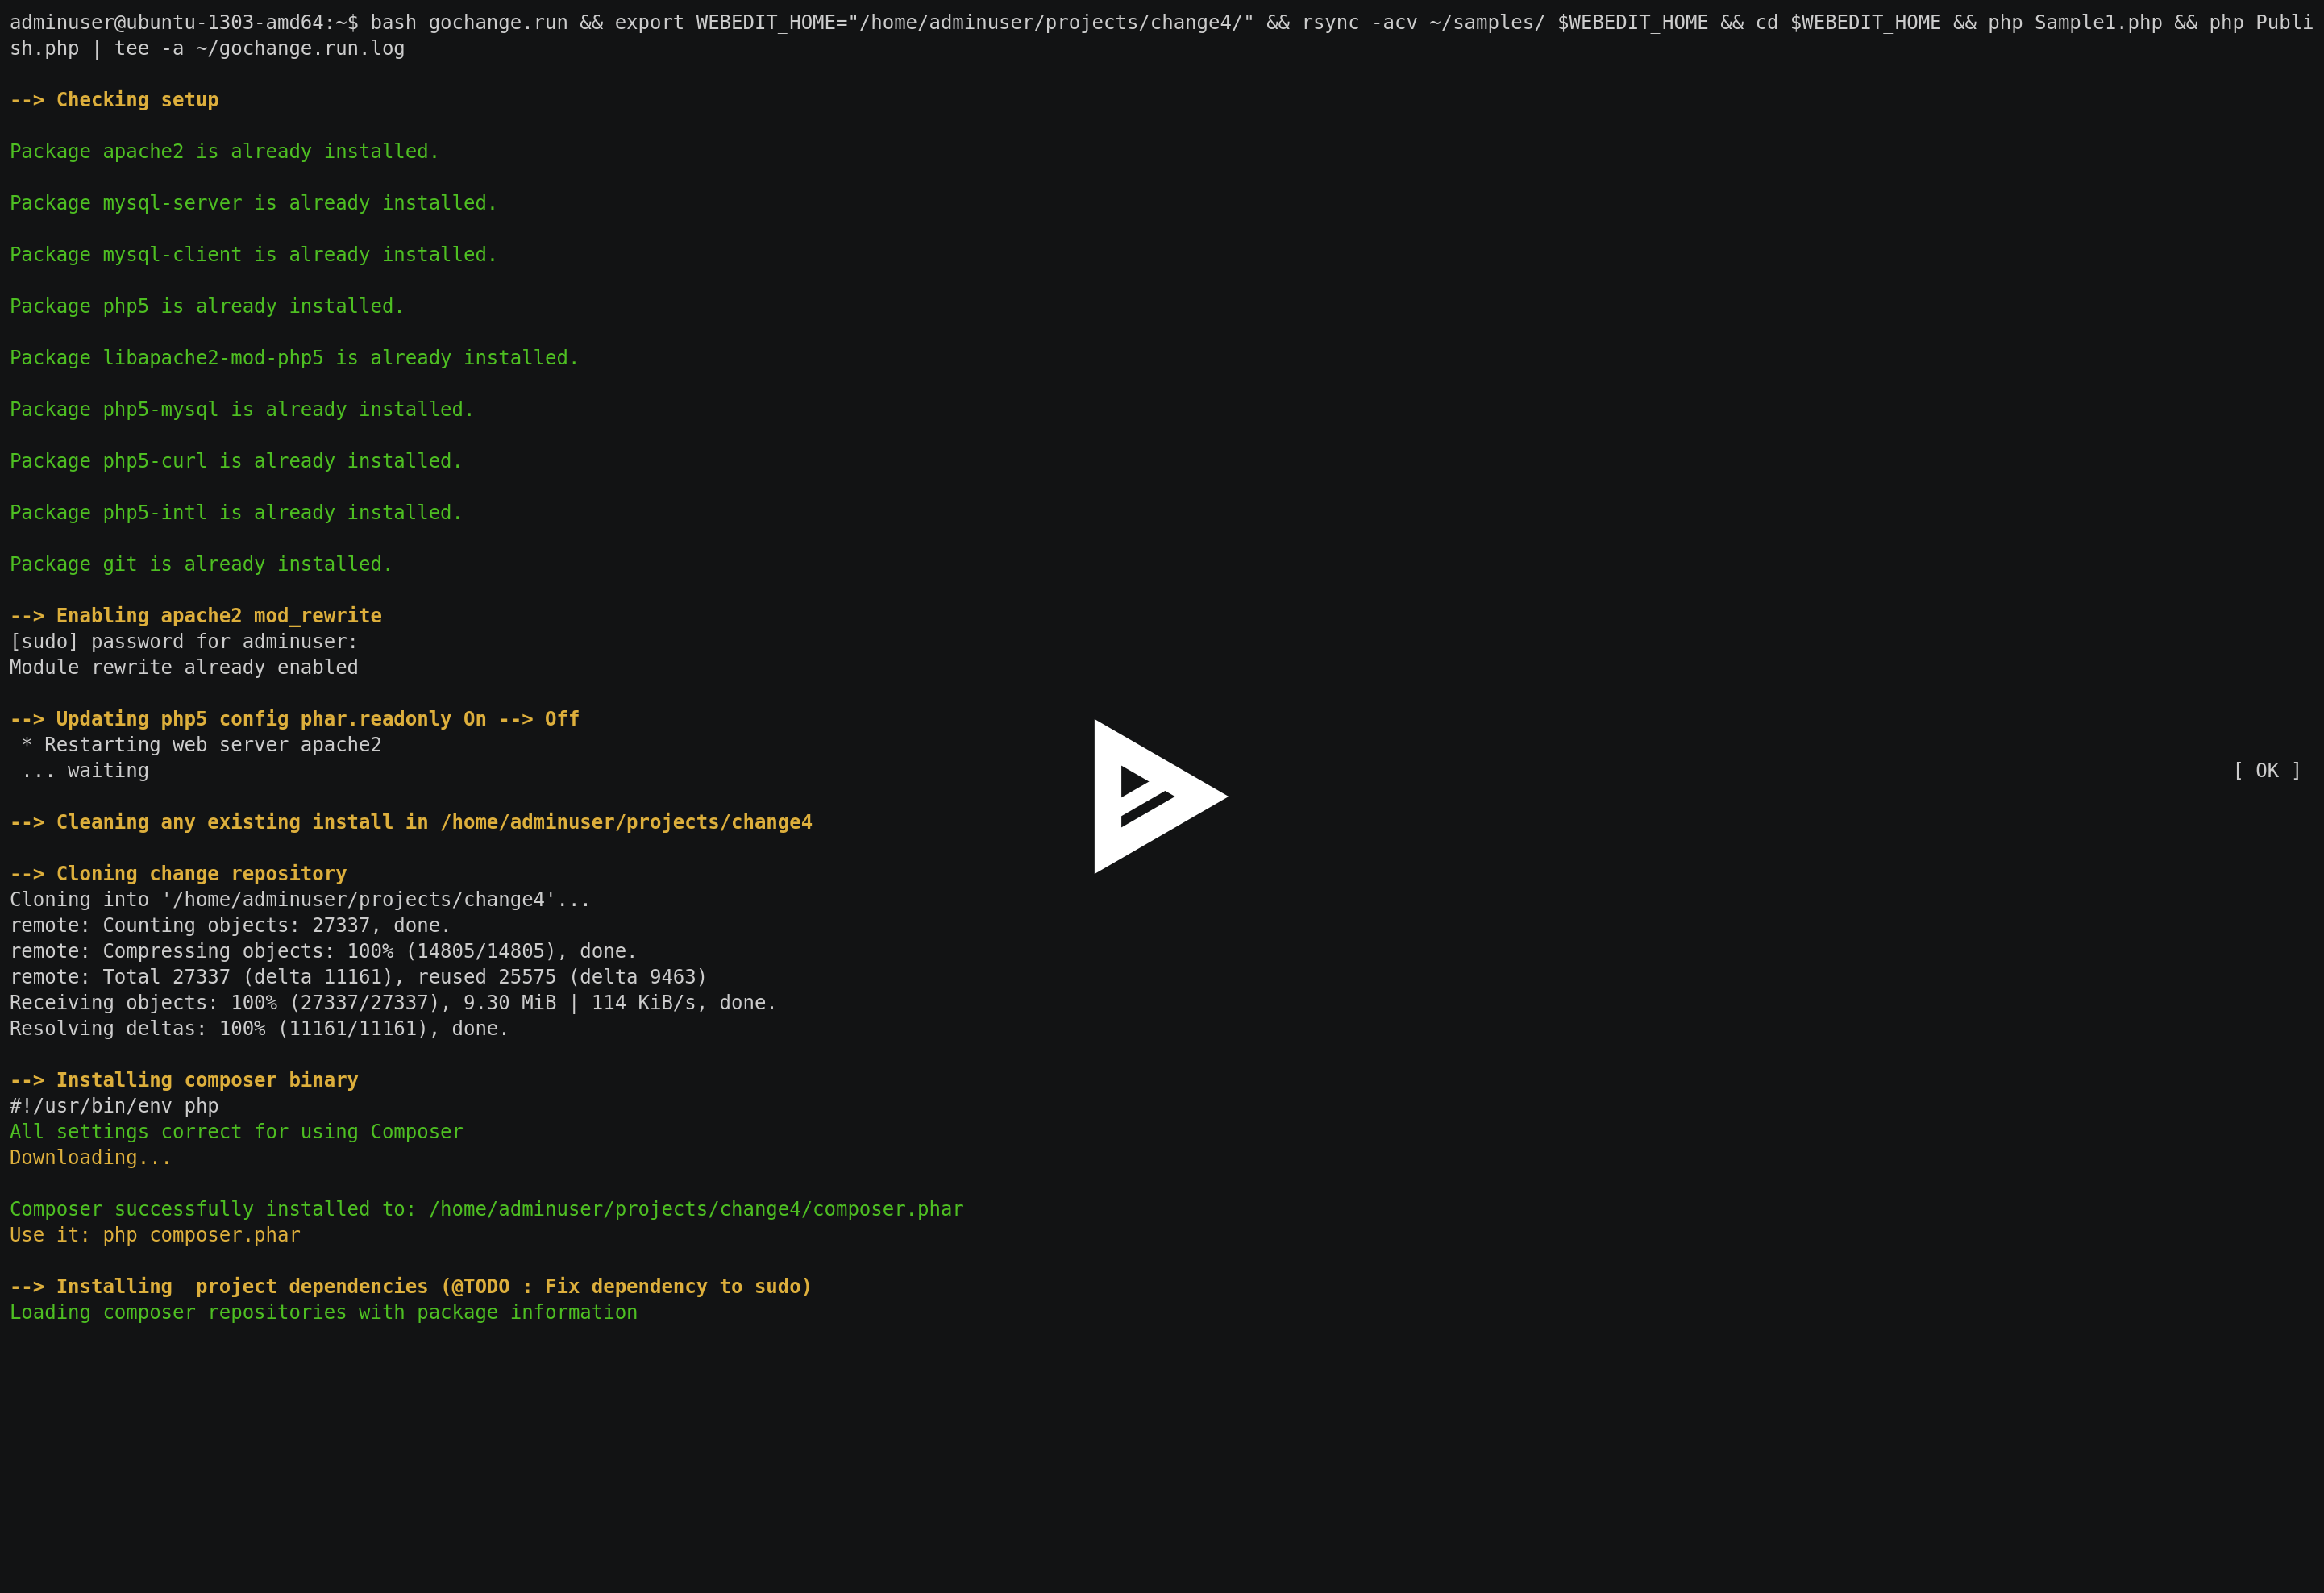 adminuser@ubuntu-1303-amd64:~$ bash gochange.run && export WEBEDIT_HOME="/home/adminuser/projects/change4/" && rsync -acv ~/samples/ $WEBEDIT_HOME && cd $WEBEDIT_HOME && php Sample1.php && php Publi
sh.php | tee -a ~/gochange.run.log
--> Checking setup
Package apache2 is already installed.
Package mysql-server is already installed.
Package mysql-client is already installed.
Package php5 is already installed.
Package libapache2-mod-php5 is already installed.
Package php5-mysql is already installed.
Package php5-curl is already installed.
Package php5-intl is already installed.
Package git is already installed.
--> Enabling apache2 mod_rewrite
[sudo] password for adminuser:
Module rewrite already enabled
--> Updating php5 config phar.readonly On --> Off
 * Restarting web server apache2
 ... waiting [ OK ]
--> Cleaning any existing install in /home/adminuser/projects/change4
--> Cloning change repository
Cloning into '/home/adminuser/projects/change4'...
remote: Counting objects: 27337, done.
remote: Compressing objects: 100% (14805/14805), done.
remote: Total 27337 (delta 11161), reused 25575 (delta 9463)
Receiving objects: 100% (27337/27337), 9.30 MiB | 114 KiB/s, done.
Resolving deltas: 100% (11161/11161), done.
--> Installing composer binary
#!/usr/bin/env php
All settings correct for using Composer
Downloading...
Composer successfully installed to: /home/adminuser/projects/change4/composer.phar
Use it: php composer.phar
--> Installing  project dependencies (@TODO : Fix dependency to sudo)
Loading composer repositories with package information